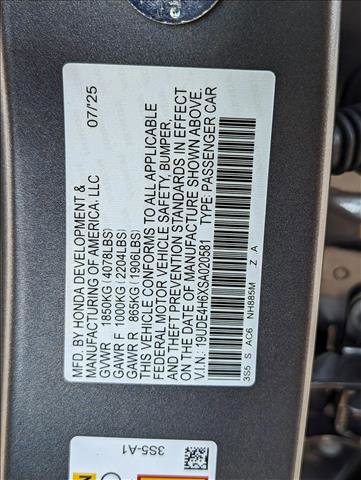 MFD. BY HONDA DEVELOPMENT &
MANUFACTURING OF AMERICA, LLC 07/25
GVWR 1850KG (4078LBS)
GAWR F 1000KG (2204LBS)
GAWR R 865KG (1906LBS)
THIS VEHICLE CONFORMS TO ALL APPLICABLE
FEDERAL MOTOR VEHICLE SAFETY, BUMPER,
AND THEFT PREVENTION STANDARDS IN EFFECT
ON THE DATE OF MANUFACTURE SHOWN ABOVE.
V.I.N.: 19UDE4H6XSA020581 TYPE: PASSENGER CAR
3S5 S AC6 NH885M Z A
3S5-A1